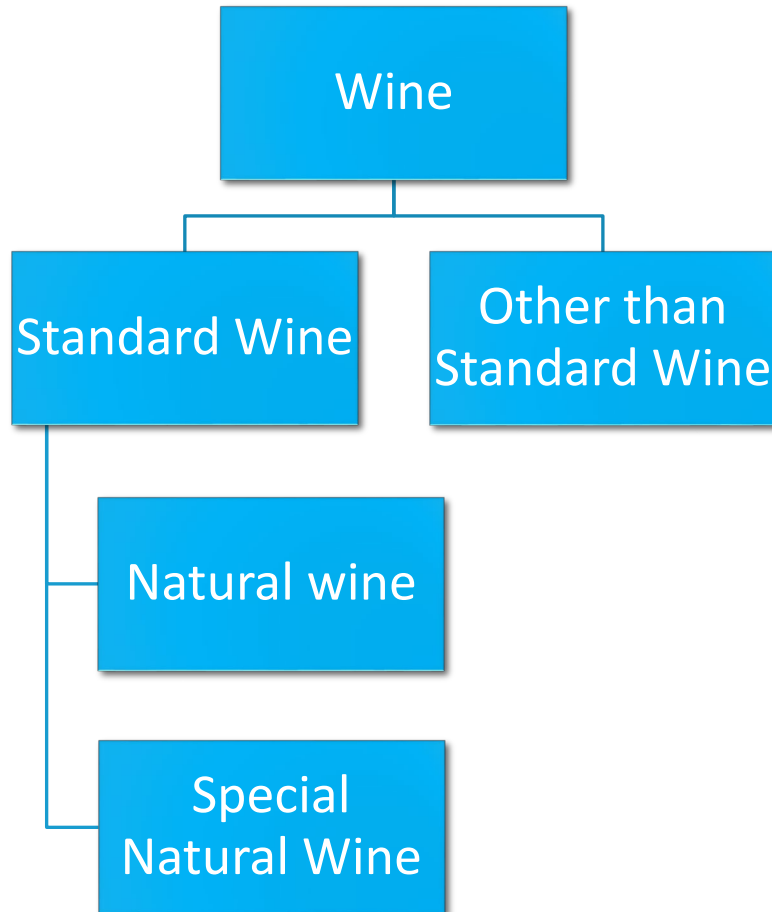 Wine
Standard Wine
Other than
Standard Wine
Natural wine
Special
Natural Wine